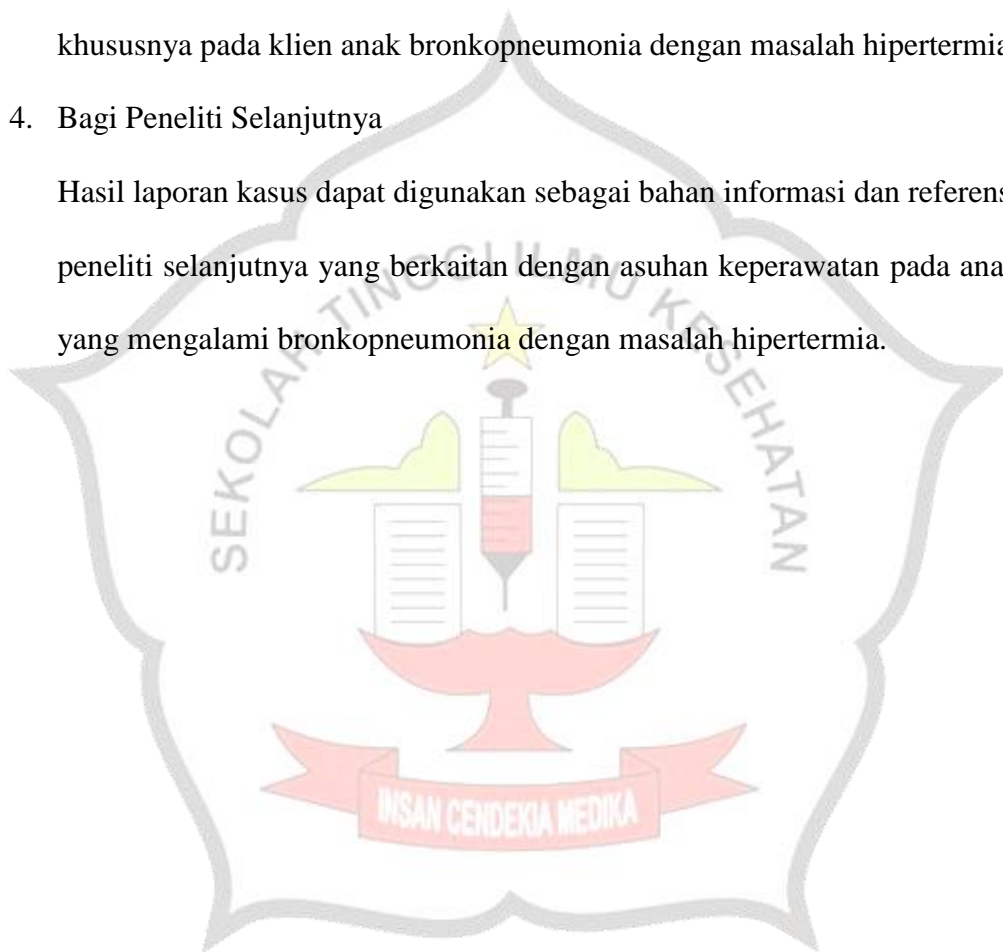 khususnya pada klien anak bronkopneumonia dengan masalah hipertermia
4. Bagi Peneliti Selanjutnya
Hasil laporan kasus dapat digunakan sebagai bahan informasi dan referens
peneliti selanjutnya yang berkaitan dengan asuhan keperawatan pada ana
yang mengalami bronkopneumonia dengan masalah hipertermia.
SEKOLAH TINGGI ILMU KESEHATAN
INSAN CENDEKIA MEDIKA